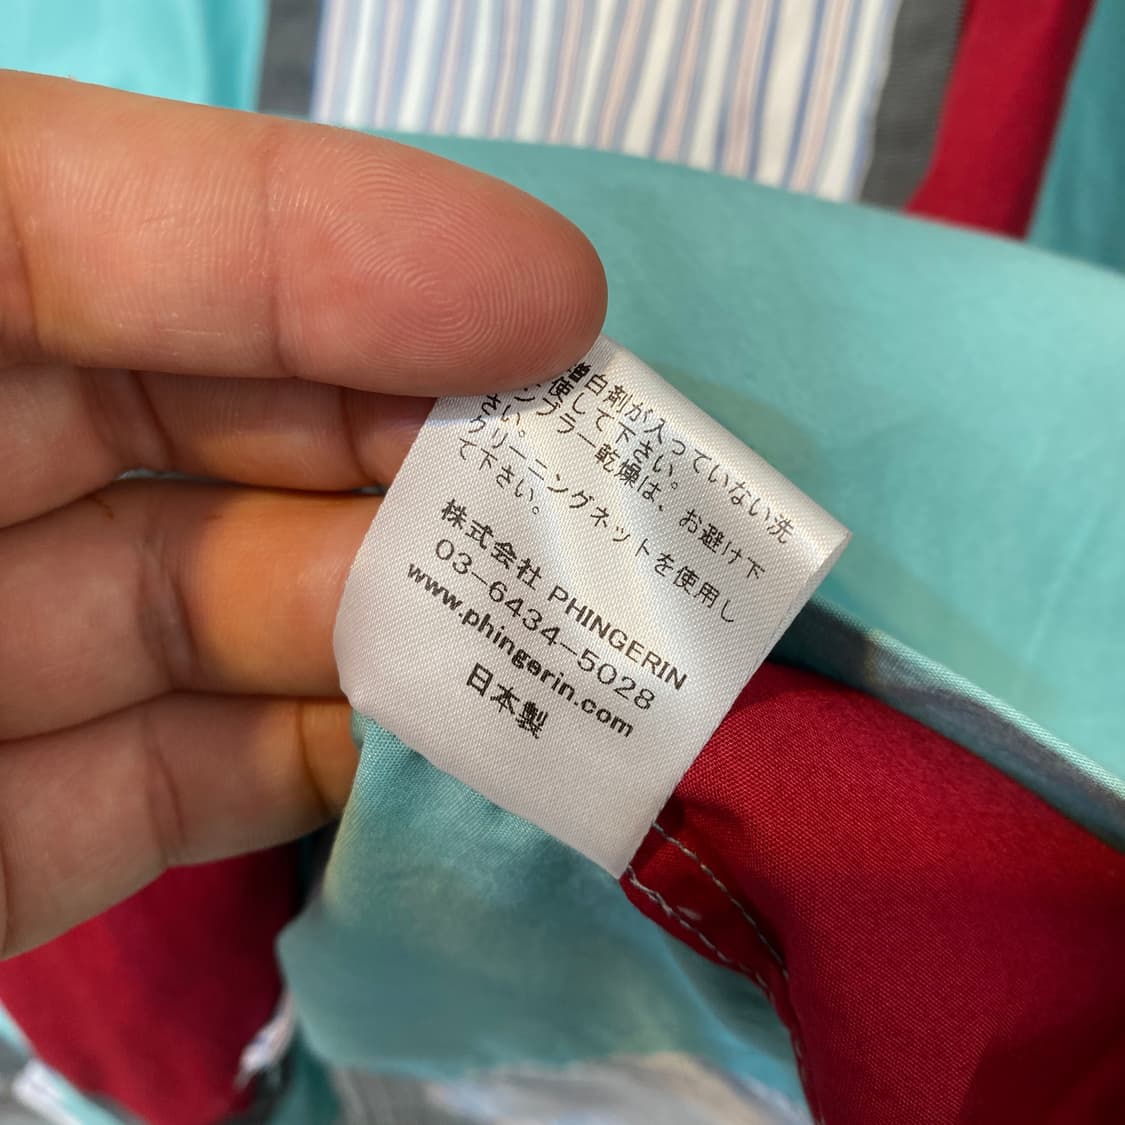 白剤が入っていない洗
使して下さい。
ンブラー乾燥は、お避け下
さい。
クリーニングネットを使用し
て下さい。
株式会社 PHINGERIN
03-6434-5028
www.phingerin.com
日本製